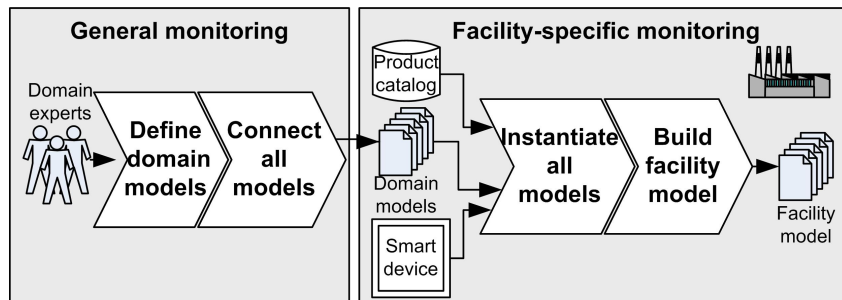 General monitoring
Domain
experts
Define
domain
models
Connect
all
models
Facility-specific monitoring
Product
catalog
Domain
models
Smart
device
Instantiate
all
models
Build
facility
model
Facility
model